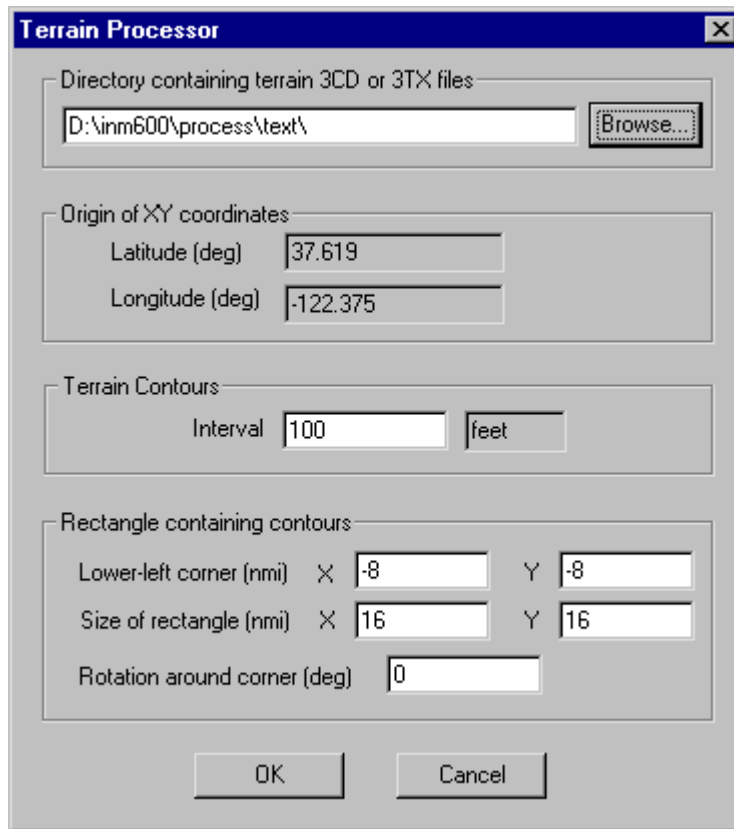 Terrain Processor
Directory containing terrain 3CD or 3TX files
D:\inm600\process\text\ Browse...
Origin of XY coordinates
Latitude (deg) 37.619
Longitude (deg) -122.375
Terrain Contours
Interval 100 feet
Rectangle containing contours
Lower-left corner (nmi) X -8 Y -8
Size of rectangle (nmi) X 16 Y 16
Rotation around corner (deg) 0
OK Cancel